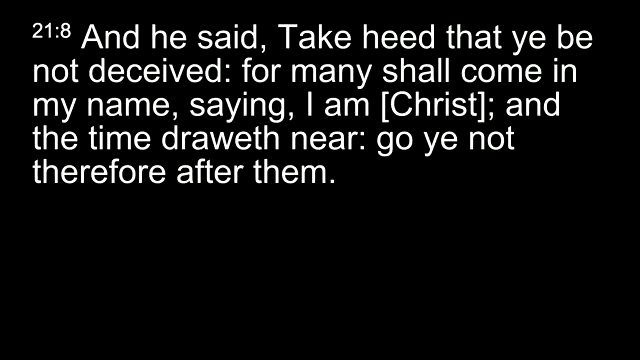 21:8 And he said, Take heed that ye be
not deceived: for many shall come in
my name, saying, I am [Christ]; and
the time draweth near: go ye not
therefore after them.